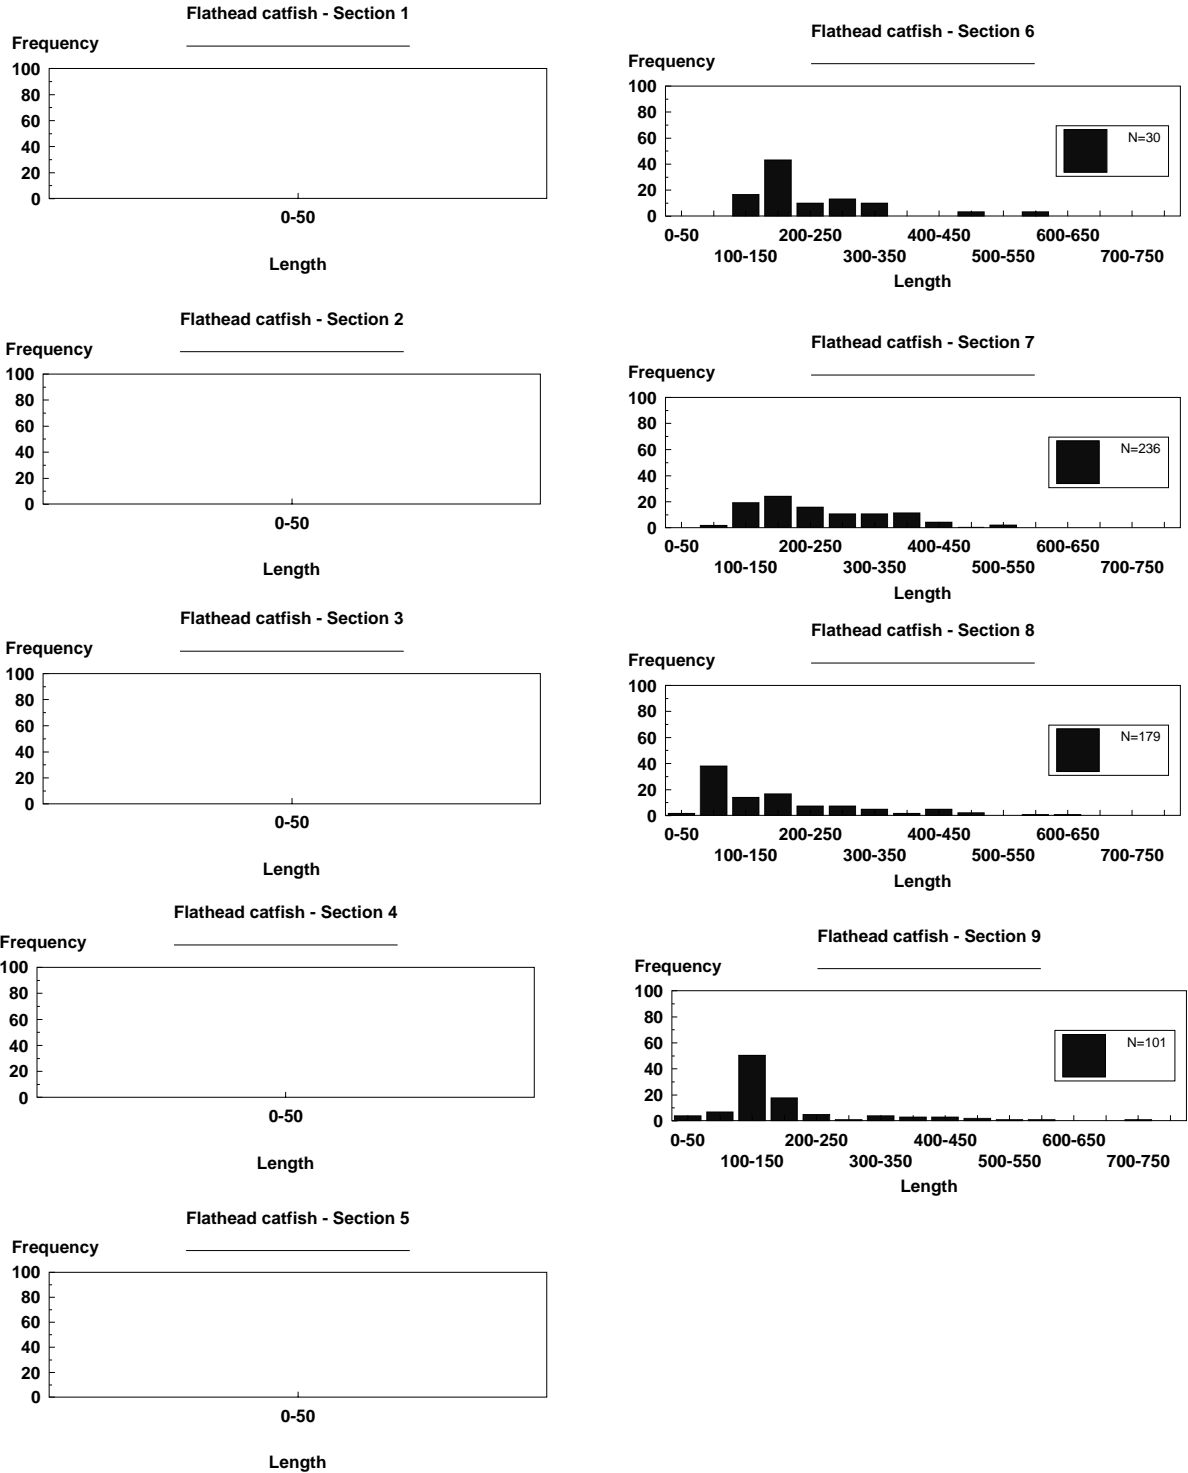 Flathead catfish - Section 1
Frequency
100
80
60
40
20
0
0-50
Length
Flathead catfish - Section 2
Frequency
100
80
60
40
20
0
0-50
Length
Flathead catfish - Section 3
Frequency
100
80
60
40
20
0
0-50
Length
Flathead catfish - Section 4
Frequency
100
80
60
40
20
0
0-50
Length
Flathead catfish - Section 5
Frequency
100
80
60
40
20
0
0-50
Length
Flathead catfish - Section 6
Frequency
100
80
60
40
20
0
N=30
0-50 200-250 400-450 600-650
100-150 300-350 500-550 700-750
Length
Flathead catfish - Section 7
Frequency
100
80
60
40
20
0
N=236
0-50 200-250 400-450 600-650
100-150 300-350 500-550 700-750
Length
Flathead catfish - Section 8
Frequency
100
80
60
40
20
0
N=179
0-50 200-250 400-450 600-650
100-150 300-350 500-550 700-750
Length
Flathead catfish - Section 9
Frequency
100
80
60
40
20
0
N=101
0-50 200-250 400-450 600-650
100-150 300-350 500-550 700-750
Length